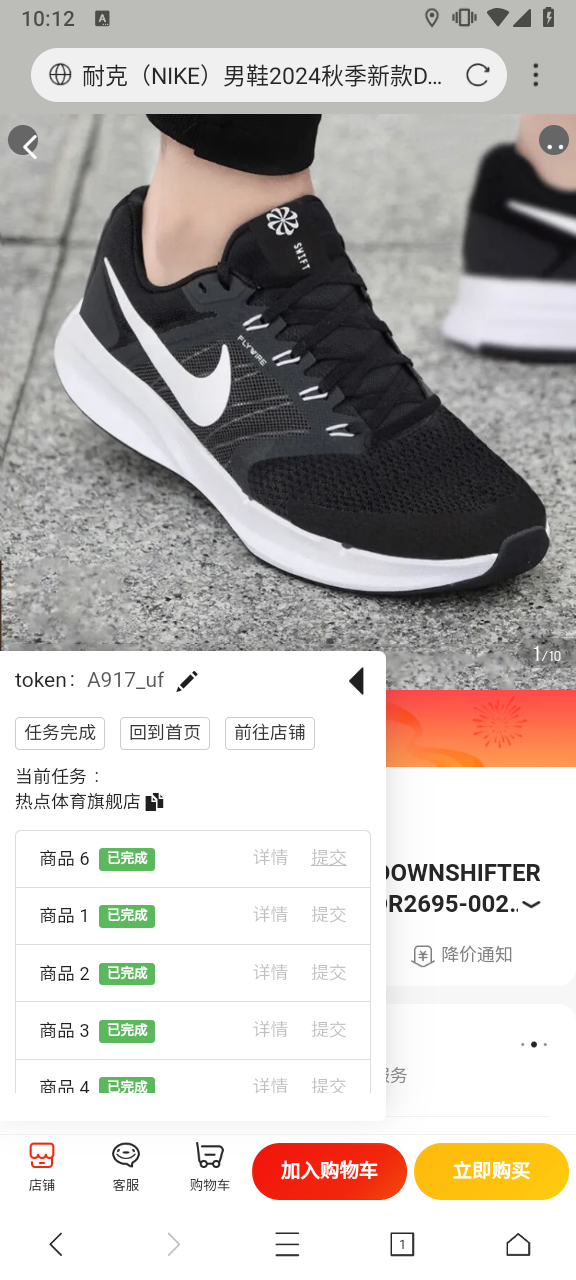 10:12
耐克（NIKE）男鞋2024秋季新款D...
SWIFT
FLYWIRE
1/10
token： A917_uf
任务完成 回到首页 前往店铺
当前任务：
热点体育旗舰店
商品 6 已完成 详情 提交
商品 1 已完成 详情 提交
商品 2 已完成 详情 提交
商品 3 已完成 详情 提交
商品 4 已完成 详情 提交
OWNSHIFTER
R2695-002..
降价通知
服务
店铺 客服 购物车 加入购物车 立即购买
1